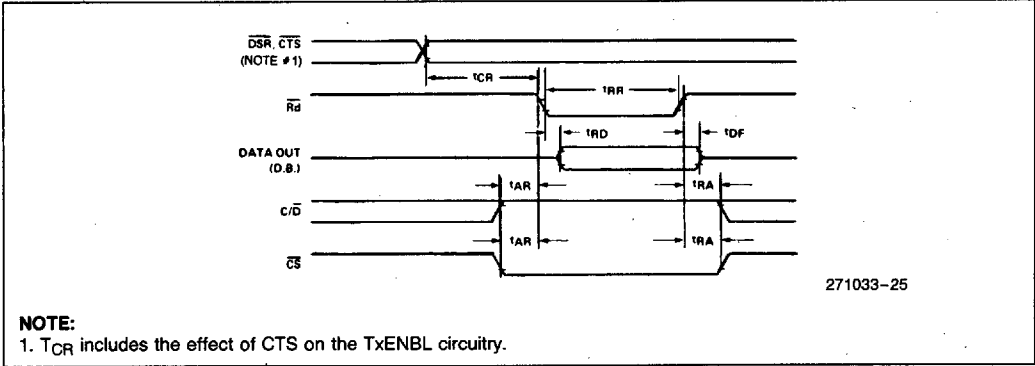 DSR, CTS
(NOTE #1)
tCR
Rd
tRR
tRD
tDF
DATA OUT
(D.B.)
tAR
tRA
C/D
tAR
tRA
CS
271033-25
NOTE:
1. TCR includes the effect of CTS on the TxENBL circuitry.